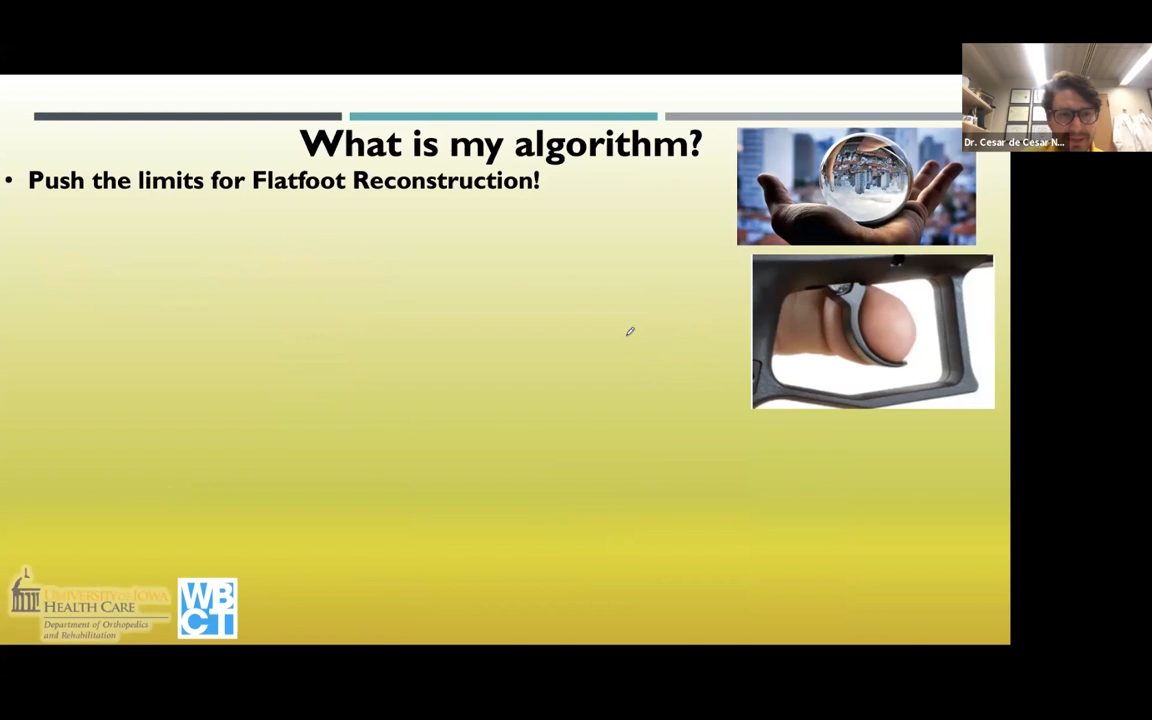 What is my algorithm?
Dr. Cesar de Cesar N...
• Push the limits for Flatfoot Reconstruction!
UNIVERSITY OF IOWA
HEALTH CARE
Department of Orthopedics
and Rehabilitation
WB
CT